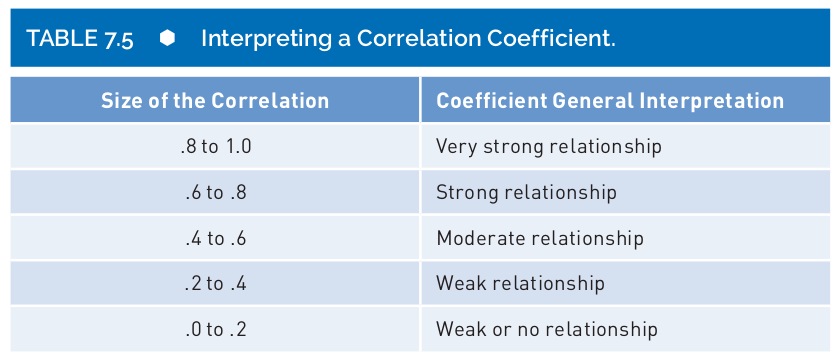 TABLE 7.5 Interpreting a Correlation Coefficient.
Size of the Correlation Coefficient General Interpretation
.8 to 1.0 Very strong relationship
.6 to .8 Strong relationship
.4 to .6 Moderate relationship
.2 to .4 Weak relationship
.0 to .2 Weak or no relationship